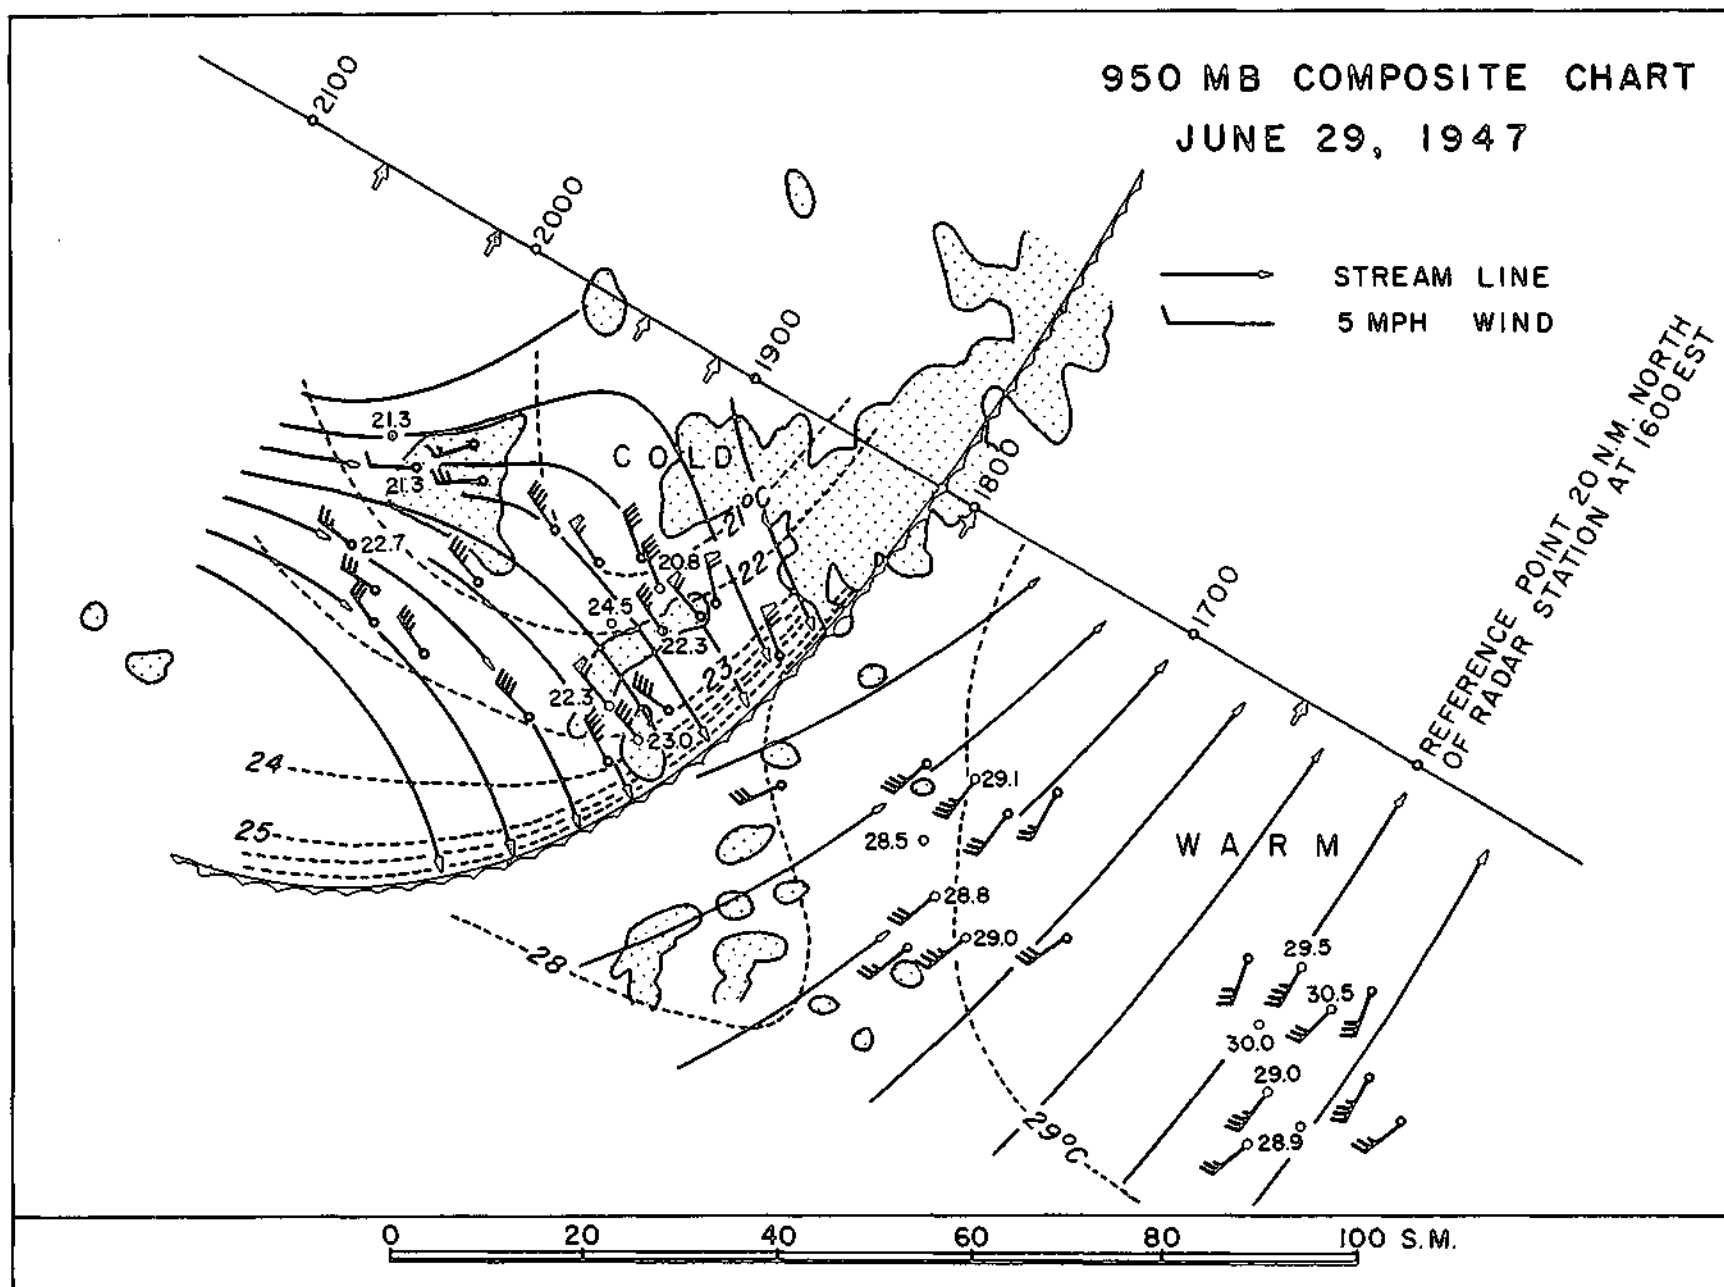 950 MB COMPOSITE CHART
JUNE 29, 1947
2100
2000
1900
1800
1700
STREAM LINE
5 MPH WIND
REFERENCE POINT 20 N.M. NORTH
OF RADAR STATION AT 1600 EST
COLD
WARM
21.3
21.3
22.7
20.8
24.5
22.3
22.3
23.0
21°C
22
23
24
25
28
29°C
29.1
28.5
28.8
29.0
29.5
30.5
30.0
29.0
28.9
0 20 40 60 80 100 S.M.